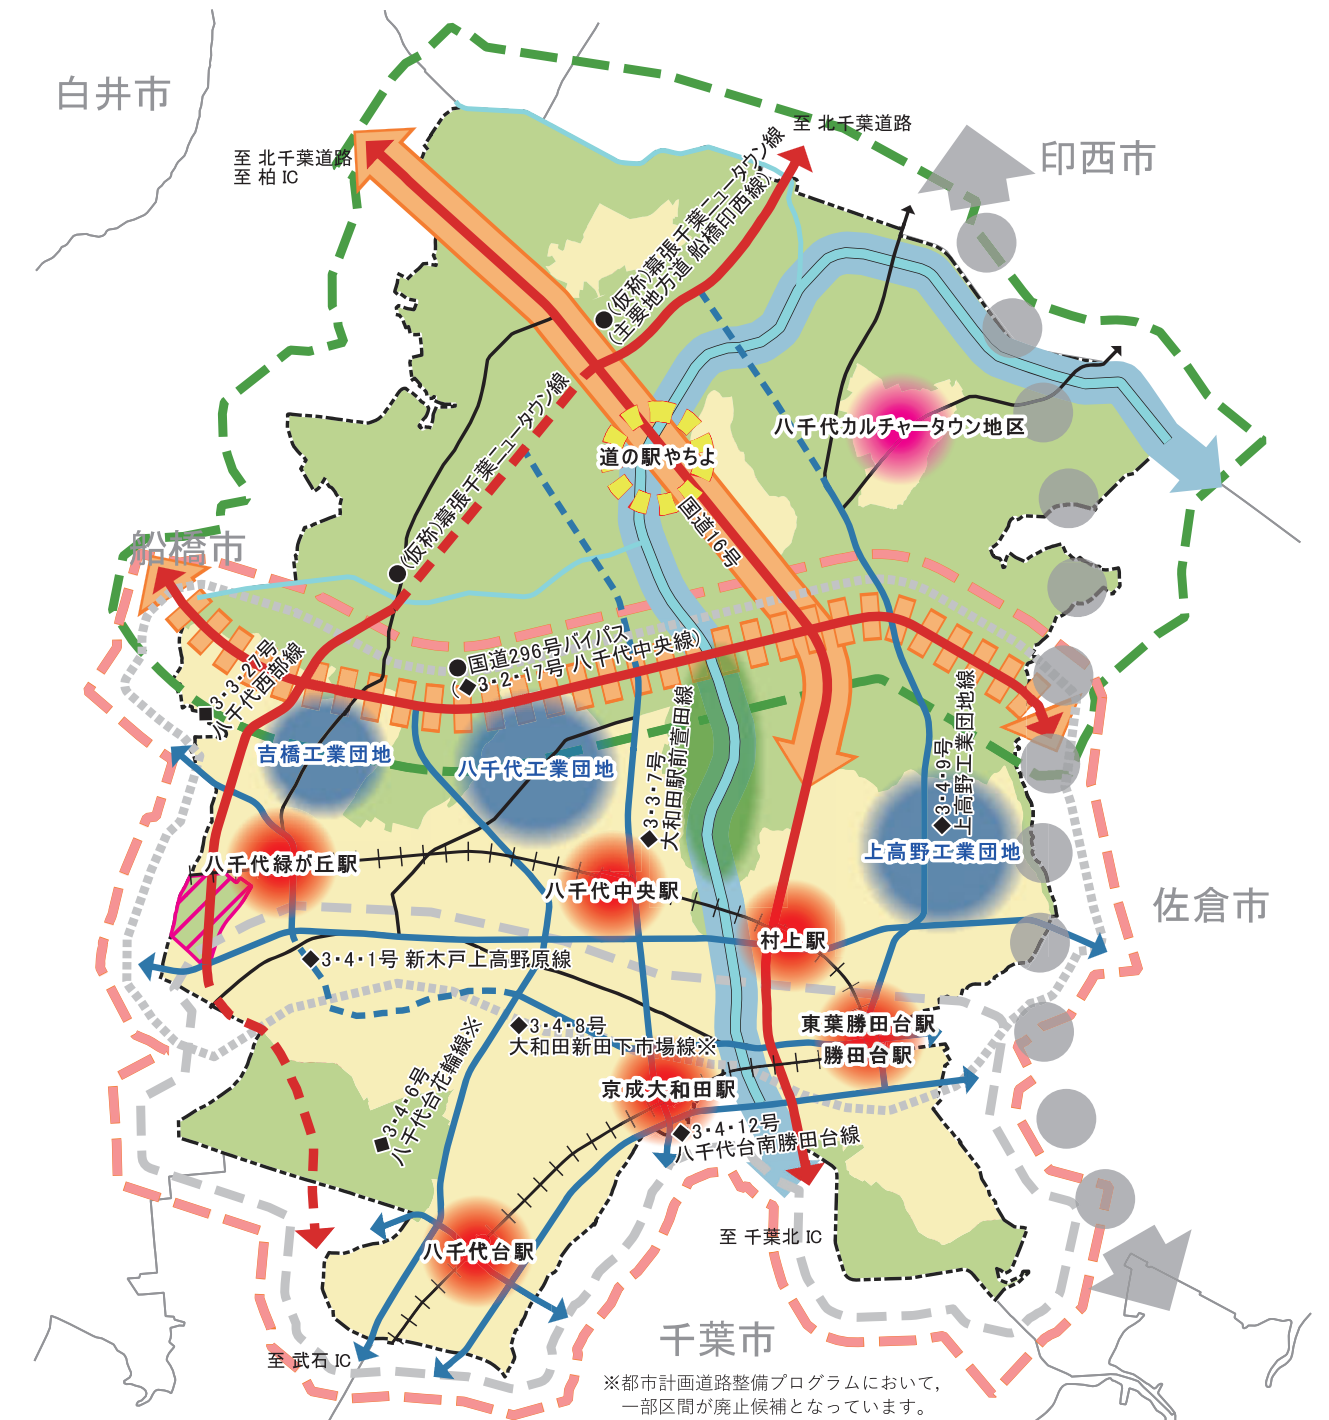 白井市
至 北千葉道路
至 北千葉道路
至 柏 IC
印西市
(仮称)幕張千葉ニュータウン線
(主要地方道 船橋印西線)
八千代カルチャータウン地区
道の駅やちよ
(仮称)幕張千葉ニュータウン線
国道16号
船橋市
国道296号バイパス
(◆3・2・17号 八千代中央線)
■3・3・27号
八千代西部線
吉橋工業団地
八千代工業団地
◆3・3・7号
大和田駅前萱田線
◆3・4・9号
上高野工業団地線
上高野工業団地
八千代緑が丘駅
八千代中央駅
佐倉市
村上駅
◆3・4・1号 新木戸上高野原線
東葉勝田台駅
勝田台駅
◆3・4・8号
大和田新田下市場線※
■3・4・6号
八千代台花輪線※
京成大和田駅
◆3・4・12号
八千代台南勝田台線
至 千葉北 IC
八千代台駅
千葉市
至 武石 IC
※都市計画道路整備プログラムにおいて,
一部区間が廃止候補となっています。